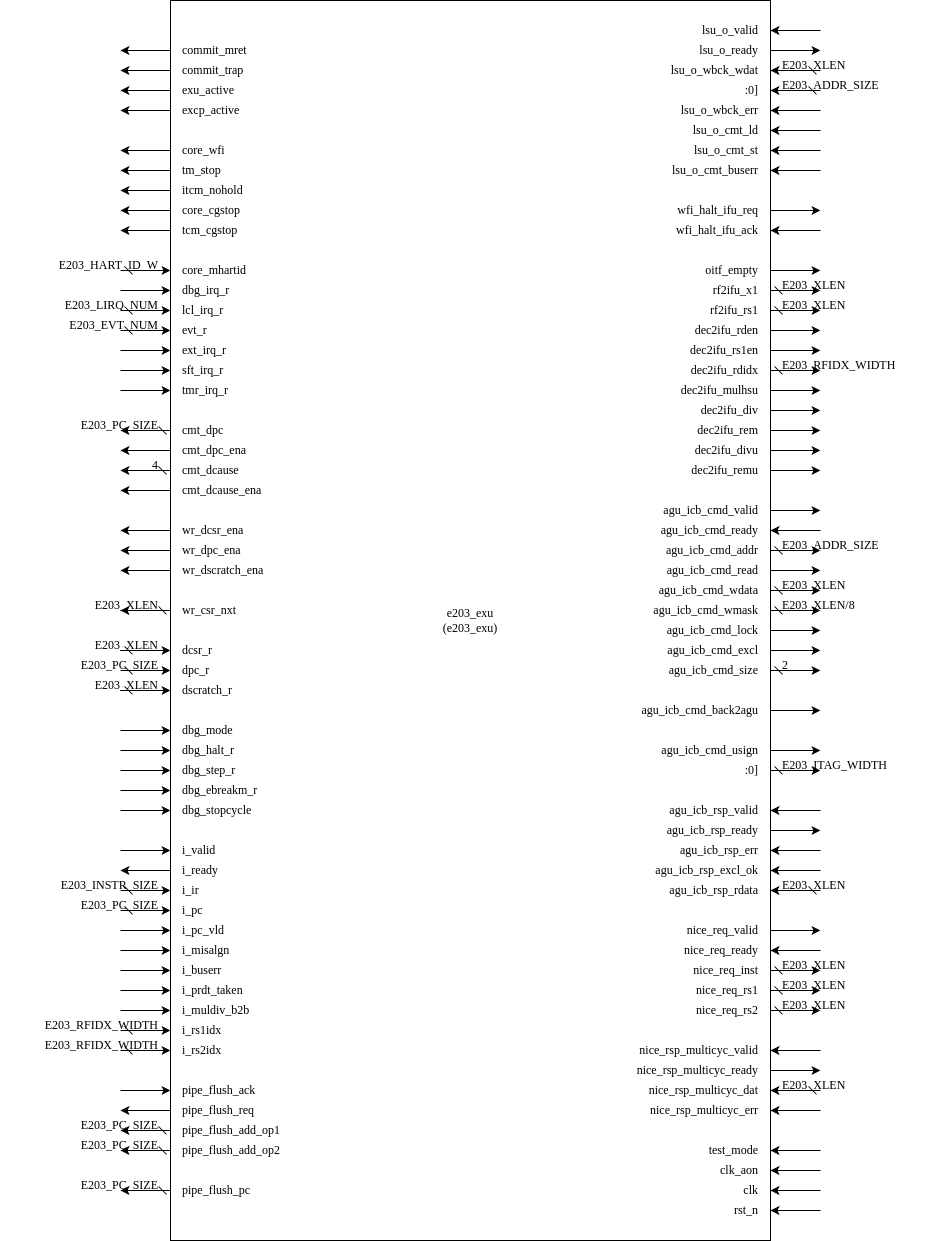 commit_mret
commit_trap
exu_active
excp_active
core_wfi
tm_stop
itcm_nohold
core_cgstop
tcm_cgstop
E203_HART_ID_W core_mhartid
dbg_irq_r
E203_LIRQ_NUM lcl_irq_r
E203_EVT_NUM evt_r
ext_irq_r
sft_irq_r
tmr_irq_r
E203_PC_SIZE cmt_dpc
cmt_dpc_ena
4 cmt_dcause
cmt_dcause_ena
wr_dcsr_ena
wr_dpc_ena
wr_dscratch_ena
E203_XLEN wr_csr_nxt
E203_XLEN dcsr_r
E203_PC_SIZE dpc_r
E203_XLEN dscratch_r
dbg_mode
dbg_halt_r
dbg_step_r
dbg_ebreakm_r
dbg_stopcycle
i_valid
i_ready
E203_INSTR_SIZE i_ir
E203_PC_SIZE i_pc
i_pc_vld
i_misalgn
i_buserr
i_prdt_taken
i_muldiv_b2b
E203_RFIDX_WIDTH i_rs1idx
E203_RFIDX_WIDTH i_rs2idx
pipe_flush_ack
pipe_flush_req
E203_PC_SIZE pipe_flush_add_op1
E203_PC_SIZE pipe_flush_add_op2
E203_PC_SIZE pipe_flush_pc
e203_exu
(e203_exu)
lsu_o_valid
lsu_o_ready
lsu_o_wbck_wdat E203_XLEN
:0] E203_ADDR_SIZE
lsu_o_wbck_err
lsu_o_cmt_ld
lsu_o_cmt_st
lsu_o_cmt_buserr
wfi_halt_ifu_req
wfi_halt_ifu_ack
oitf_empty
rf2ifu_x1 E203_XLEN
rf2ifu_rs1 E203_XLEN
dec2ifu_rden
dec2ifu_rs1en
dec2ifu_rdidx E203_RFIDX_WIDTH
dec2ifu_mulhsu
dec2ifu_div
dec2ifu_rem
dec2ifu_divu
dec2ifu_remu
agu_icb_cmd_valid
agu_icb_cmd_ready
agu_icb_cmd_addr E203_ADDR_SIZE
agu_icb_cmd_read
agu_icb_cmd_wdata E203_XLEN
agu_icb_cmd_wmask E203_XLEN/8
agu_icb_cmd_lock
agu_icb_cmd_excl
agu_icb_cmd_size 2
agu_icb_cmd_back2agu
agu_icb_cmd_usign
:0] E203_ITAG_WIDTH
agu_icb_rsp_valid
agu_icb_rsp_ready
agu_icb_rsp_err
agu_icb_rsp_excl_ok
agu_icb_rsp_rdata E203_XLEN
nice_req_valid
nice_req_ready
nice_req_inst E203_XLEN
nice_req_rs1 E203_XLEN
nice_req_rs2 E203_XLEN
nice_rsp_multicyc_valid
nice_rsp_multicyc_ready
nice_rsp_multicyc_dat E203_XLEN
nice_rsp_multicyc_err
test_mode
clk_aon
clk
rst_n